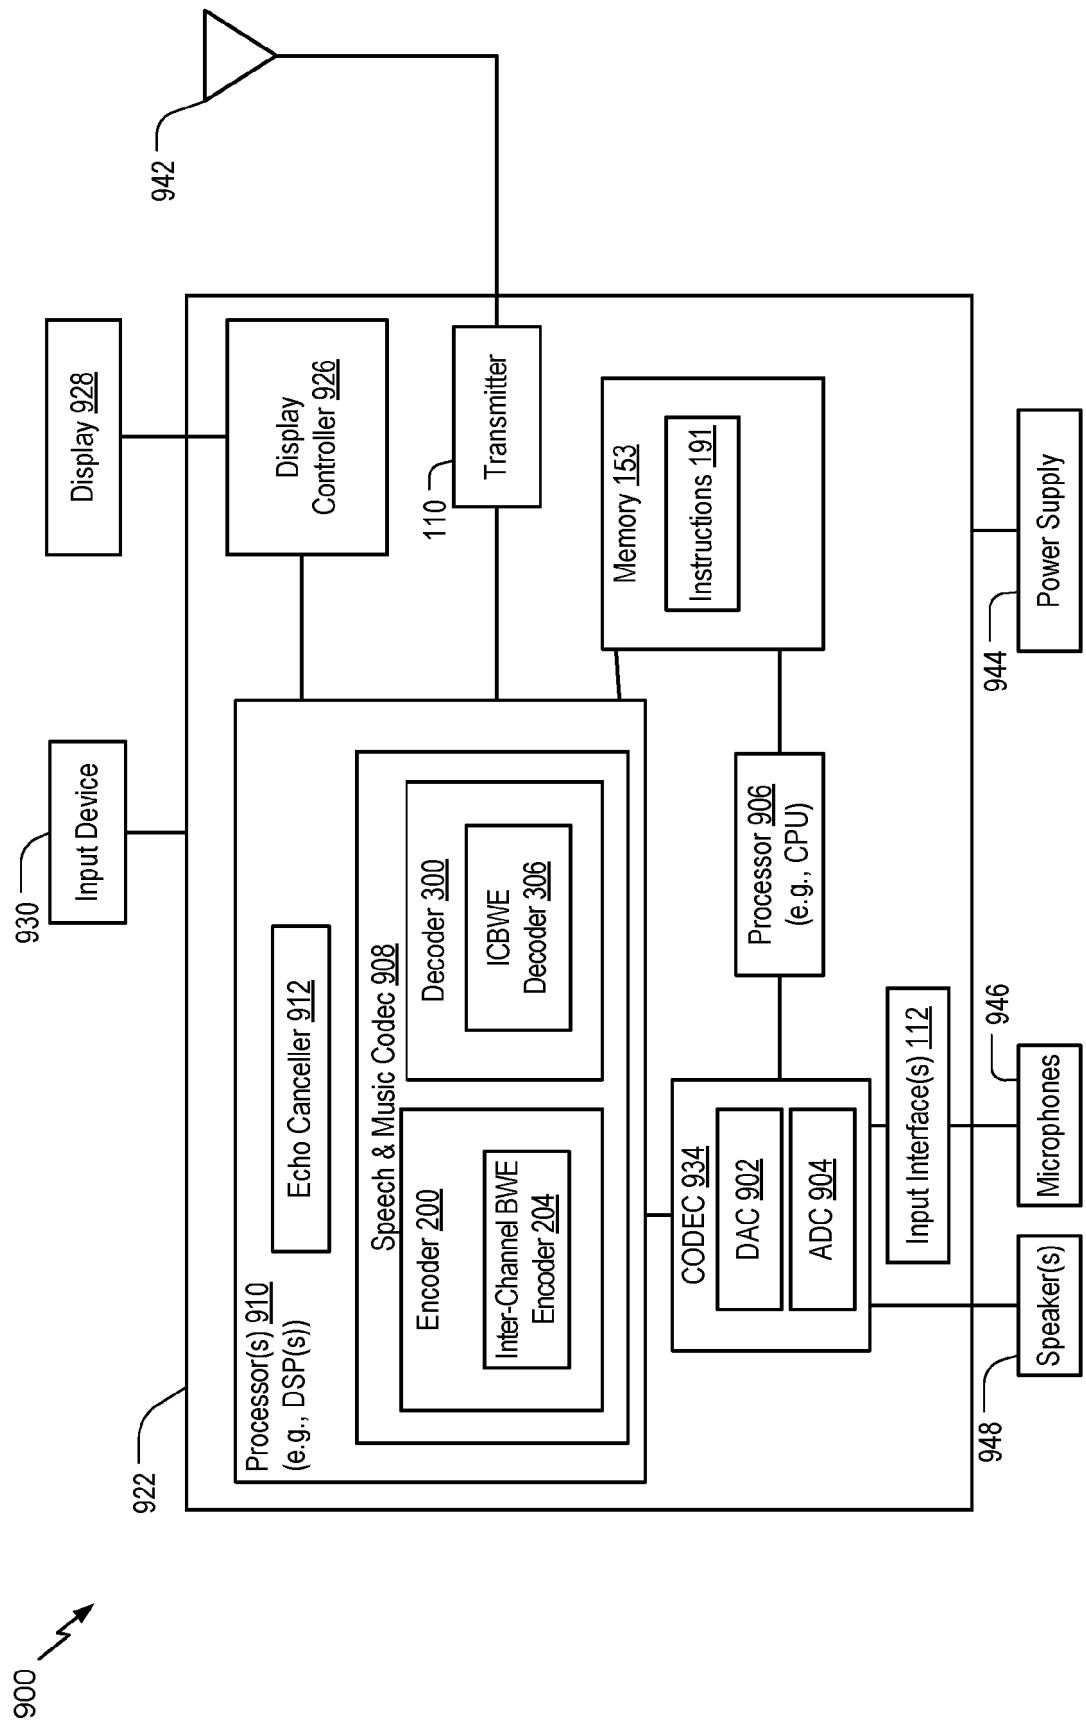 900
922
930
Input Device
Display 928
942
Processor(s) 910
(e.g., DSP(s))
Echo Canceller 912
Display
Controller 926
Speech & Music Codec 908
Encoder 200
Inter-Channel BWE
Encoder 204
Decoder 300
ICBWE
Decoder 306
110
Transmitter
Memory 153
Instructions 191
CODEC 934
DAC 902
ADC 904
Processor 906
(e.g., CPU)
Input Interface(s) 112
948
Speaker(s)
946
Microphones
944
Power Supply